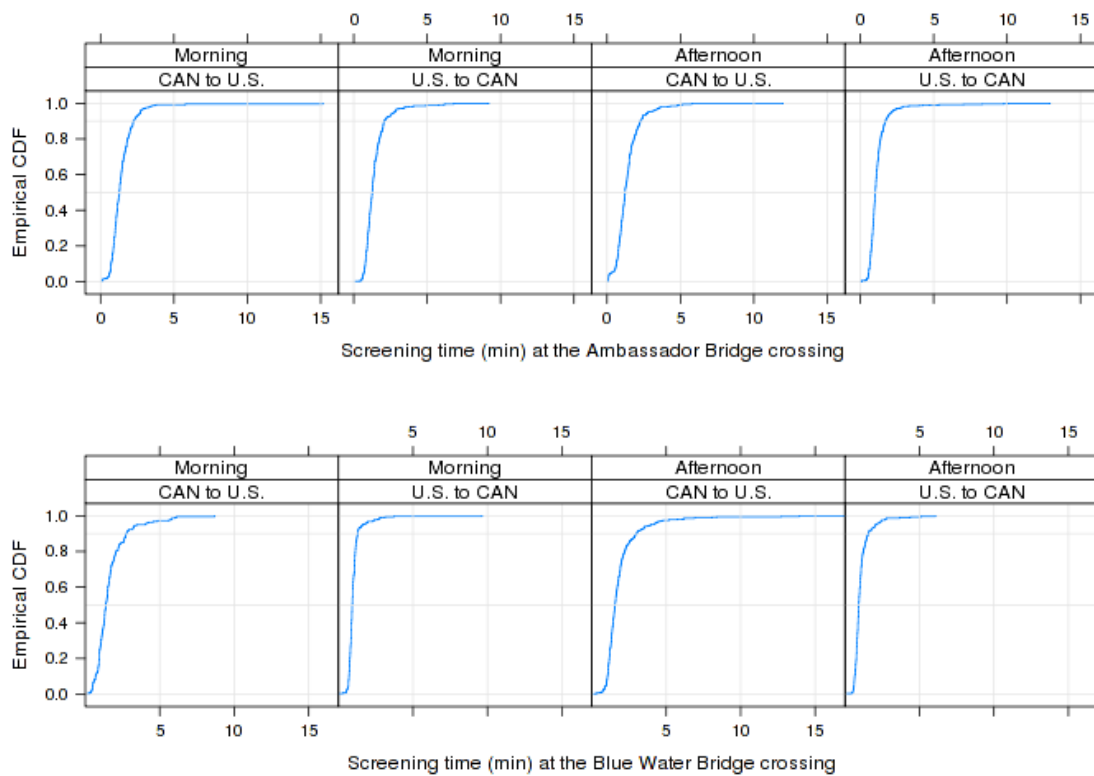 0 5 10 15 0 5 10 15
Morning Morning Afternoon Afternoon
CAN to U.S. U.S. to CAN CAN to U.S. U.S. to CAN
Empirical CDF
1.0
0.8
0.6
0.4
0.2
0.0
0 5 10 15 0 5 10 15
Screening time (min) at the Ambassador Bridge crossing
5 10 15 5 10 15
Morning Morning Afternoon Afternoon
CAN to U.S. U.S. to CAN CAN to U.S. U.S. to CAN
Empirical CDF
1.0
0.8
0.6
0.4
0.2
0.0
5 10 15 5 10 15
Screening time (min) at the Blue Water Bridge crossing